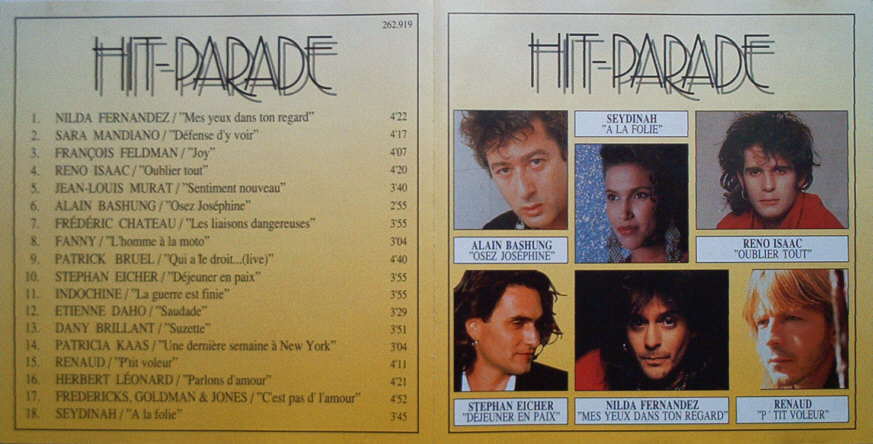 262.919
HIT-PARADE
1. NILDA FERNANDEZ / "Mes yeux dans ton regard" 4'22
2. SARA MANDIANO / "Défense d'y voir" 4'17
3. FRANÇOIS FELDMAN / "Joy" 4'07
4. RENO ISAAC / "Oublier tout" 4'20
5. JEAN-LOUIS MURAT / "Sentiment nouveau" 3'40
6. ALAIN BASHUNG / "Osez Joséphine" 2'55
7. FRÉDÉRIC CHATEAU / "Les liaisons dangereuses" 3'55
8. FANNY / "L'homme à la moto" 3'04
9. PATRICK BRUEL / "Qui a le droit...(live)" 4'40
10. STEPHAN EICHER / "Déjeuner en paix" 3'55
11. INDOCHINE / "La guerre est finie" 3'55
12. ETIENNE DAHO / "Saudade" 3'29
13. DANY BRILLANT / "Suzette" 3'51
14. PATRICIA KAAS / "Une dernière semaine à New York" 3'04
15. RENAUD / "P'tit voleur" 4'11
16. HERBERT LÉONARD / "Parlons d'amour" 4'21
17. FREDERICKS, GOLDMAN & JONES / "C'est pas d' l'amour" 4'52
18. SEYDINAH / "A la folie" 3'45
HIT-PARADE
SEYDINAH
"A LA FOLIE"
ALAIN BASHUNG
"OSEZ JOSÉPHINE"
RENO ISAAC
"OUBLIER TOUT"
STEPHAN EICHER
"DÉJEUNER EN PAIX"
NILDA FERNANDEZ
"MES YEUX DANS TON REGARD"
RENAUD
"P ' TIT VOLEUR"